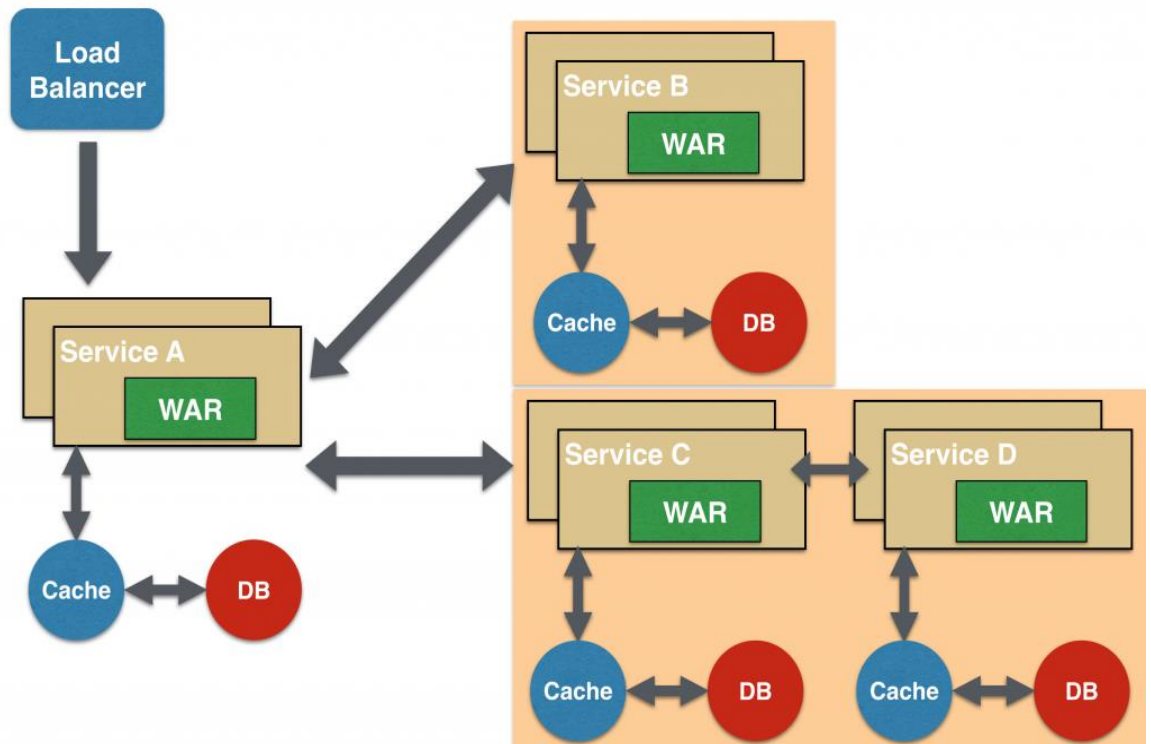 Load
Balancer
Service B
WAR
Cache
DB
Service A
WAR
Cache
DB
Service C
WAR
Service D
WAR
Cache
DB
Cache
DB